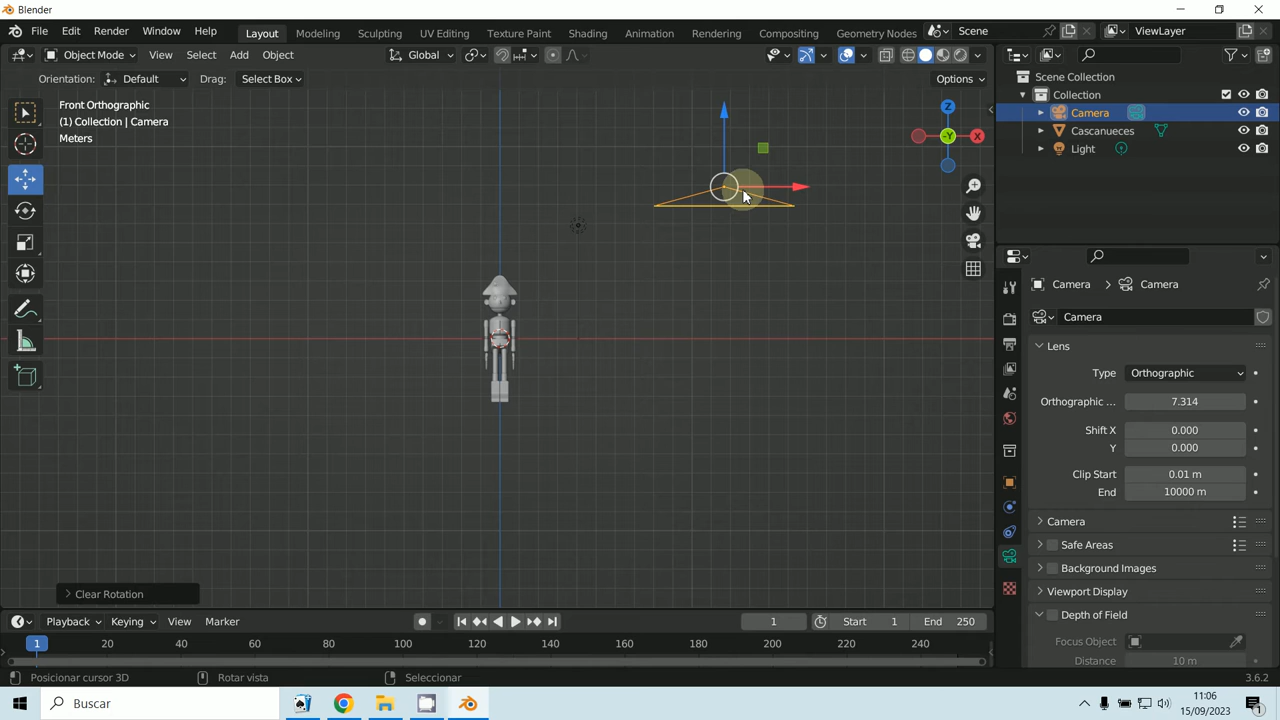 Blender
File Edit Render Window Help
Layout Modeling Sculpting UV Editing Texture Paint Shading Animation Rendering Compositing Geometry Nodes
Scene
ViewLayer
Object Mode View Select Add Object
Global
Orientation: Default Drag: Select Box
Options
Front Orthographic
(1) Collection | Camera
Meters
Z
-Y
X
Scene Collection
Collection
Camera
Cascanueces
Light
Camera > Camera
Camera
Lens
Type Orthographic
Orthographic ... 7.314
Shift X 0.000
Y 0.000
Clip Start 0.01 m
End 10000 m
Camera
Safe Areas
Background Images
Viewport Display
Depth of Field
Focus Object
Distance 10 m
Clear Rotation
Playback Keying View Marker
1 Start 1 End 250
1 20 40 60 80 100 120 140 160 180 200 220 240
Posicionar cursor 3D Rotar vista Seleccionar
3.6.2
Buscar
11:06
15/09/2023
1